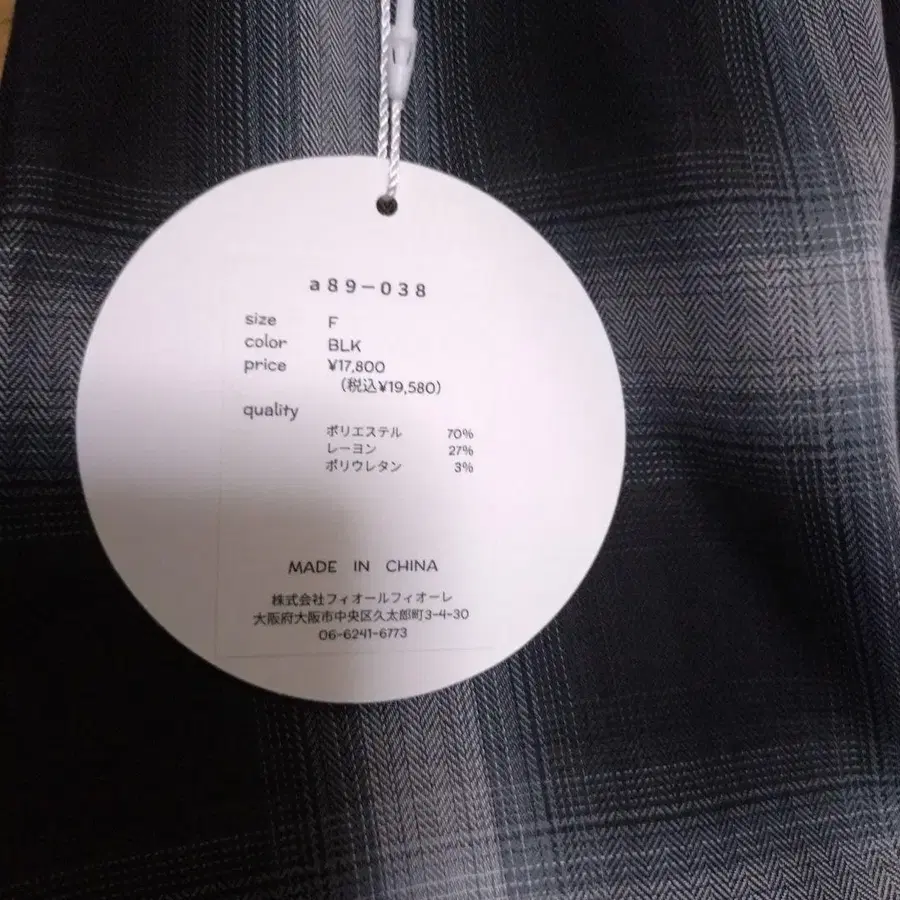 a89-038
size F
color BLK
price ¥17,800
(税込¥19,580)
quality
ポリエステル 70%
レーヨン 27%
ポリウレタン 3%
MADE IN CHINA
株式会社フィオールフィオーレ
大阪府大阪市中央区久太郎町3-4-30
06-6241-6773